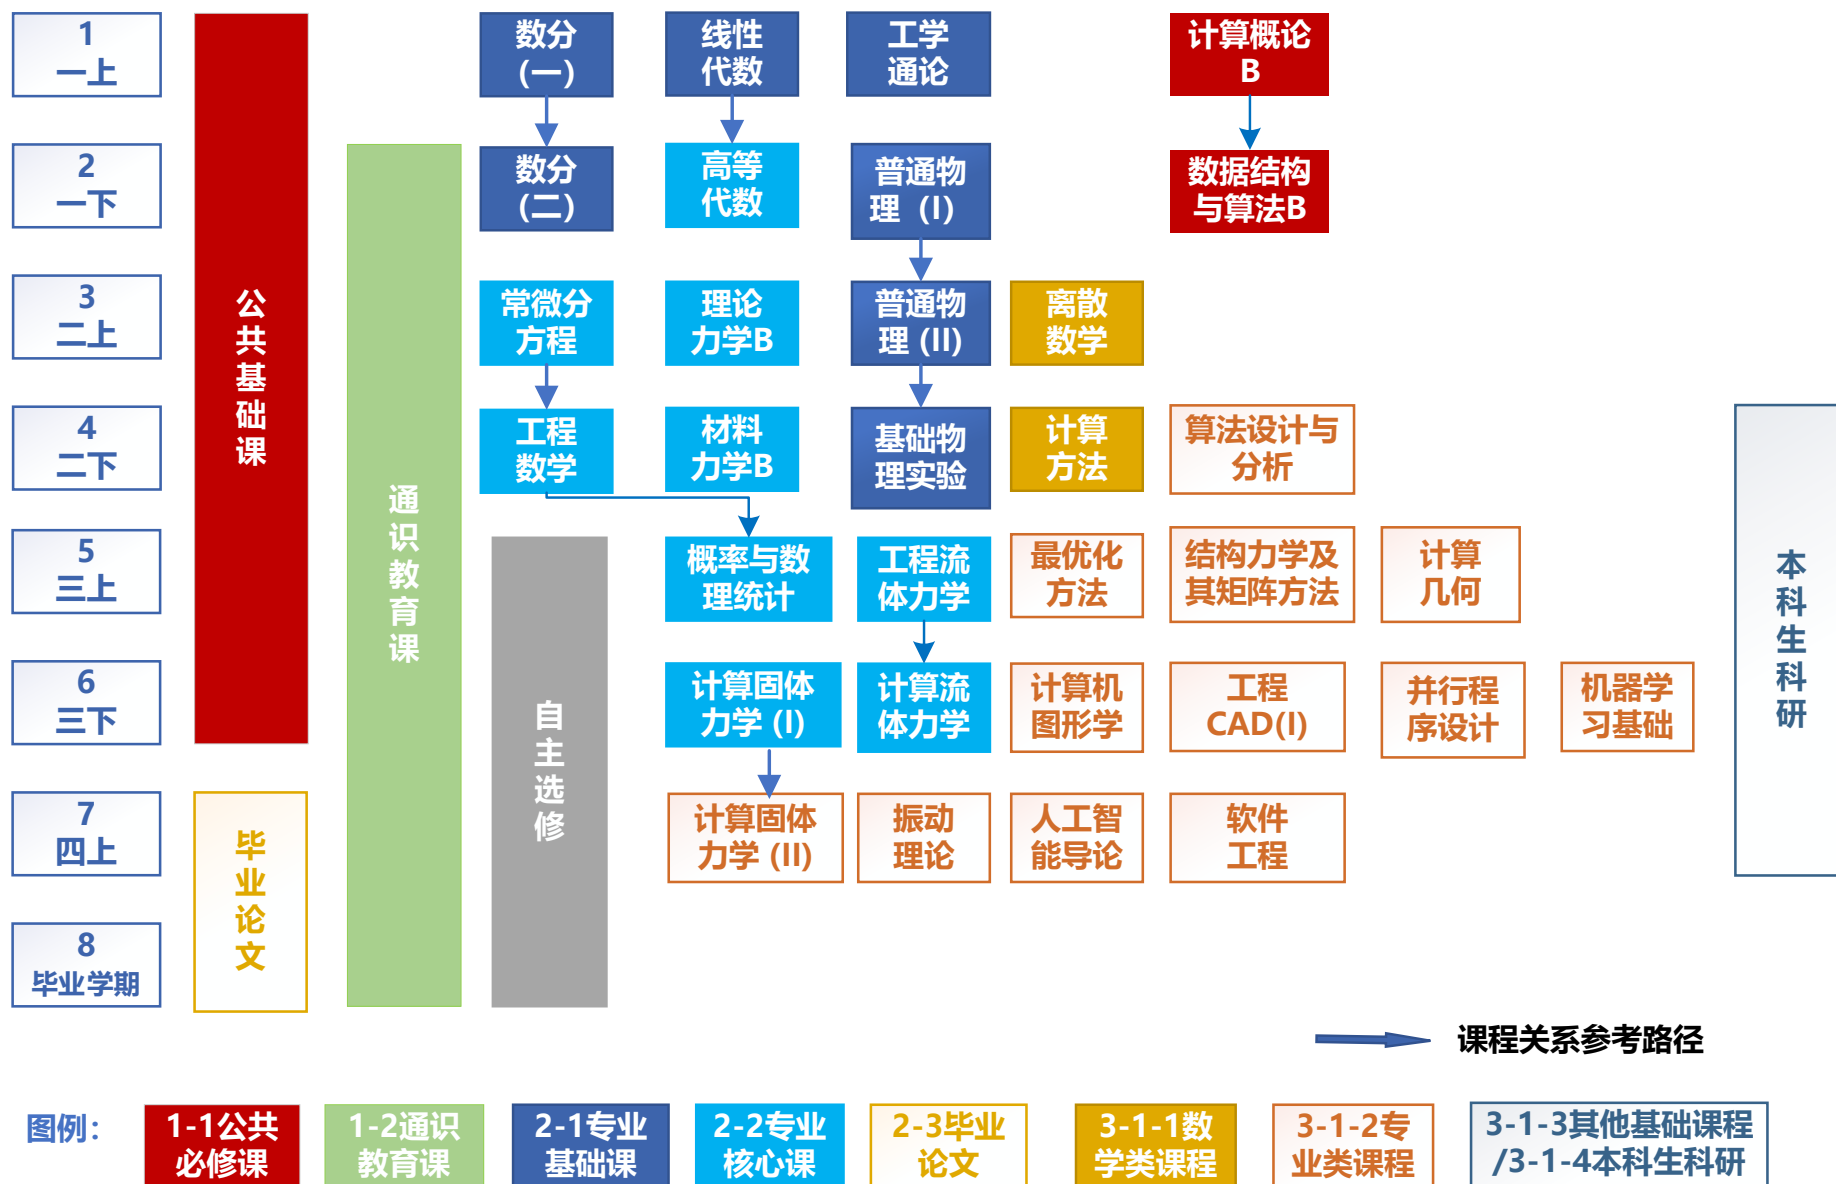 1
一上
数分
(一)
线性
代数
工学
通论
计算概论
B
2
一下
数分
(二)
高等
代数
普通物
理 (I)
数据结构
与算法B
3
二上
常微分
方程
理论
力学B
普通物
理 (II)
离散
数学
4
二下
工程
数学
材料
力学B
基础物
理实验
计算
方法
算法设计与
分析
5
三上
概率与数
理统计
工程流
体力学
最优化
方法
结构力学及
其矩阵方法
计算
几何
6
三下
计算固体
力学 (I)
计算流
体力学
计算机
图形学
工程
CAD(I)
并行程
序设计
机器学
习基础
7
四上
计算固体
力学 (II)
振动
理论
人工智
能导论
软件
工程
8
毕业学期
公共基础课
毕业论文
通识教育课
自主选修
本科生科研
课程关系参考路径
图例：
1-1公共
必修课
1-2通识
教育课
2-1专业
基础课
2-2专业
核心课
2-3毕业
论文
3-1-1数
学类课程
3-1-2专
业类课程
3-1-3其他基础课程
/3-1-4本科生科研